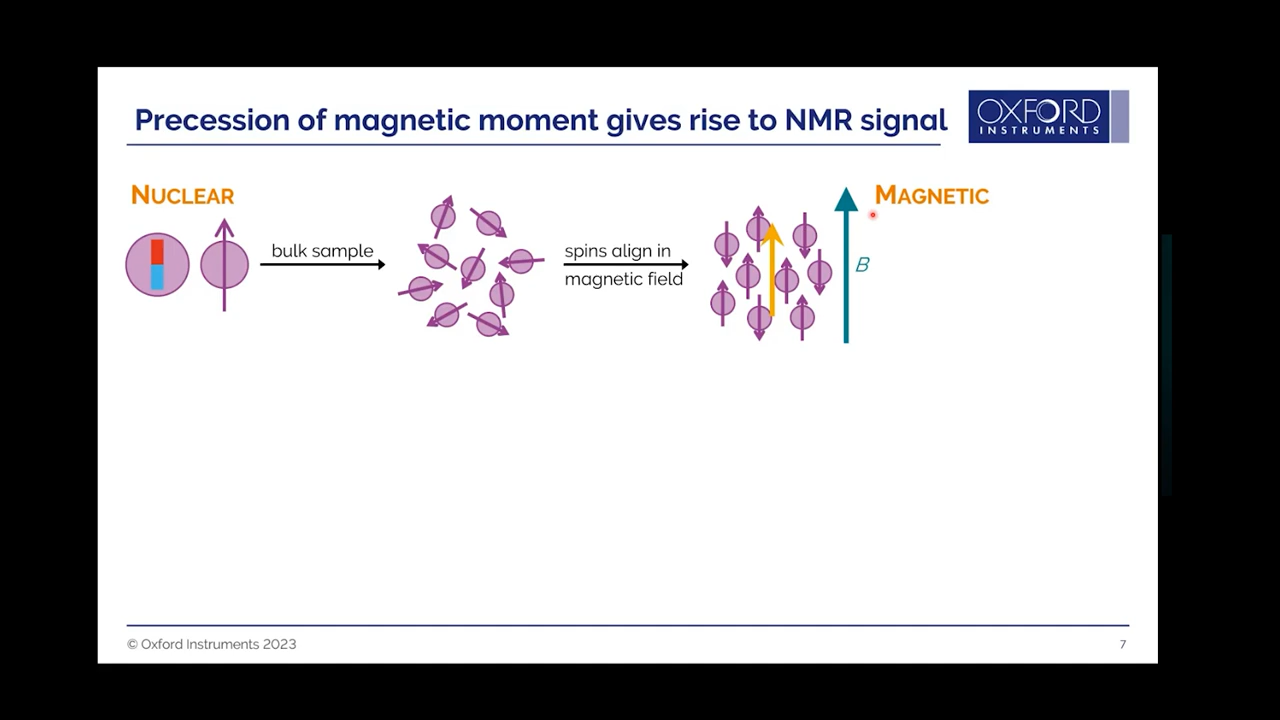 Precession of magnetic moment gives rise to NMR signal
OXFORD
INSTRUMENTS
NUCLEAR
MAGNETIC
bulk sample
spins align in
magnetic field
B
© Oxford Instruments 2023
7